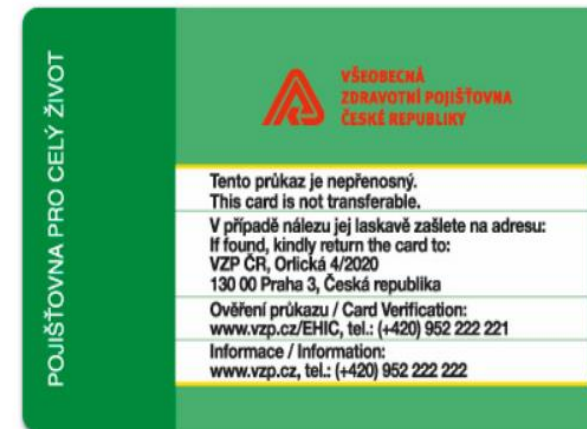 POJIŠŤOVNA PRO CELÝ ŽIVOT
VŠEOBECNÁ
ZDRAVOTNÍ POJIŠŤOVNA
ČESKÉ REPUBLIKY
Tento průkaz je nepřenosný.
This card is not transferable.
V případě nálezu jej laskavě zašlete na adresu:
If found, kindly return the card to:
VZP ČR, Orlická 4/2020
130 00 Praha 3, Česká republika
Ověření průkazu / Card Verification:
www.vzp.cz/EHIC, tel.: (+420) 952 222 221
Informace / Information:
www.vzp.cz, tel.: (+420) 952 222 222